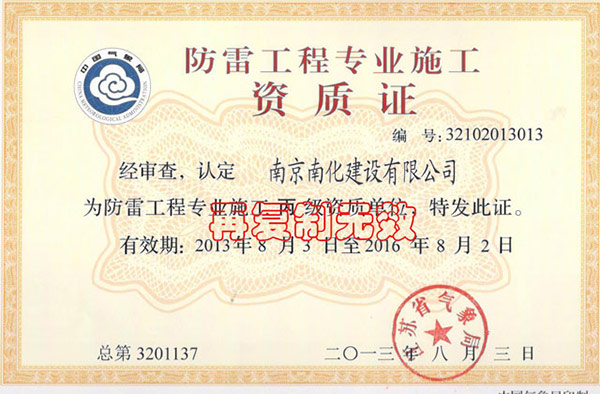 中国气象局
CHINA METEOROLOGICAL ADMINISTRATION
防雷工程专业施工
资质证
编 号:32102013013
经审查,认定 南京南化建设有限公司
为防雷工程专业施工 丙 级资质单位,特发此证。
再复制无效
有效期:2013年 8 月 3 日至2016 年 8 月 2 日
江苏省气象局
总第 3201137
二〇一三年 八 月 三 日
中国气象局印制